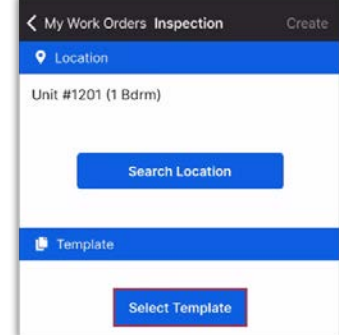 My Work Orders Inspection Create
Location
Unit #1201 (1 Bdrm)
Search Location
Template
Select Template